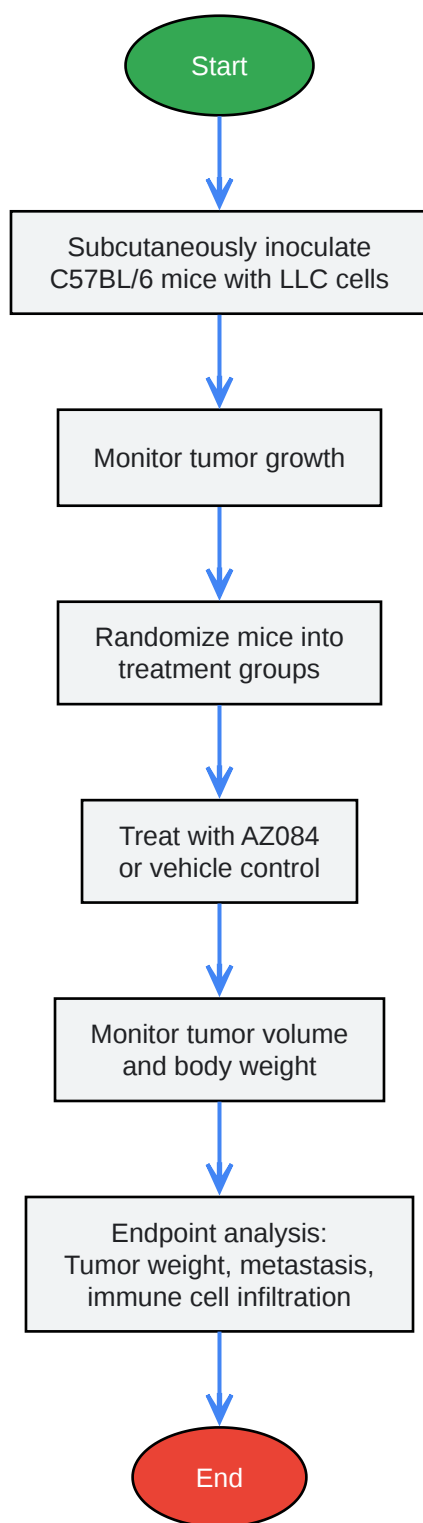 Start
Subcutaneously inoculate
C57BL/6 mice with LLC cells
Monitor tumor growth
Randomize mice into
treatment groups
Treat with AZ084
or vehicle control
Monitor tumor volume
and body weight
Endpoint analysis:
Tumor weight, metastasis,
immune cell infiltration
End